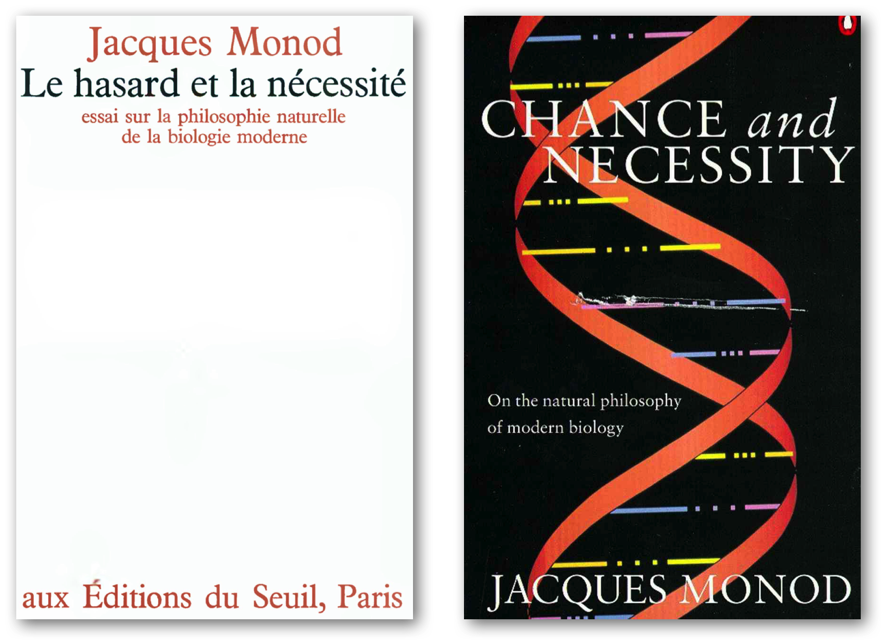 Jacques Monod
Le hasard et la nécessité
essai sur la philosophie naturelle
de la biologie moderne
aux Éditions du Seuil, Paris
CHANCE and
NECESSITY
On the natural philosophy
of modern biology
JACQUES MONOD